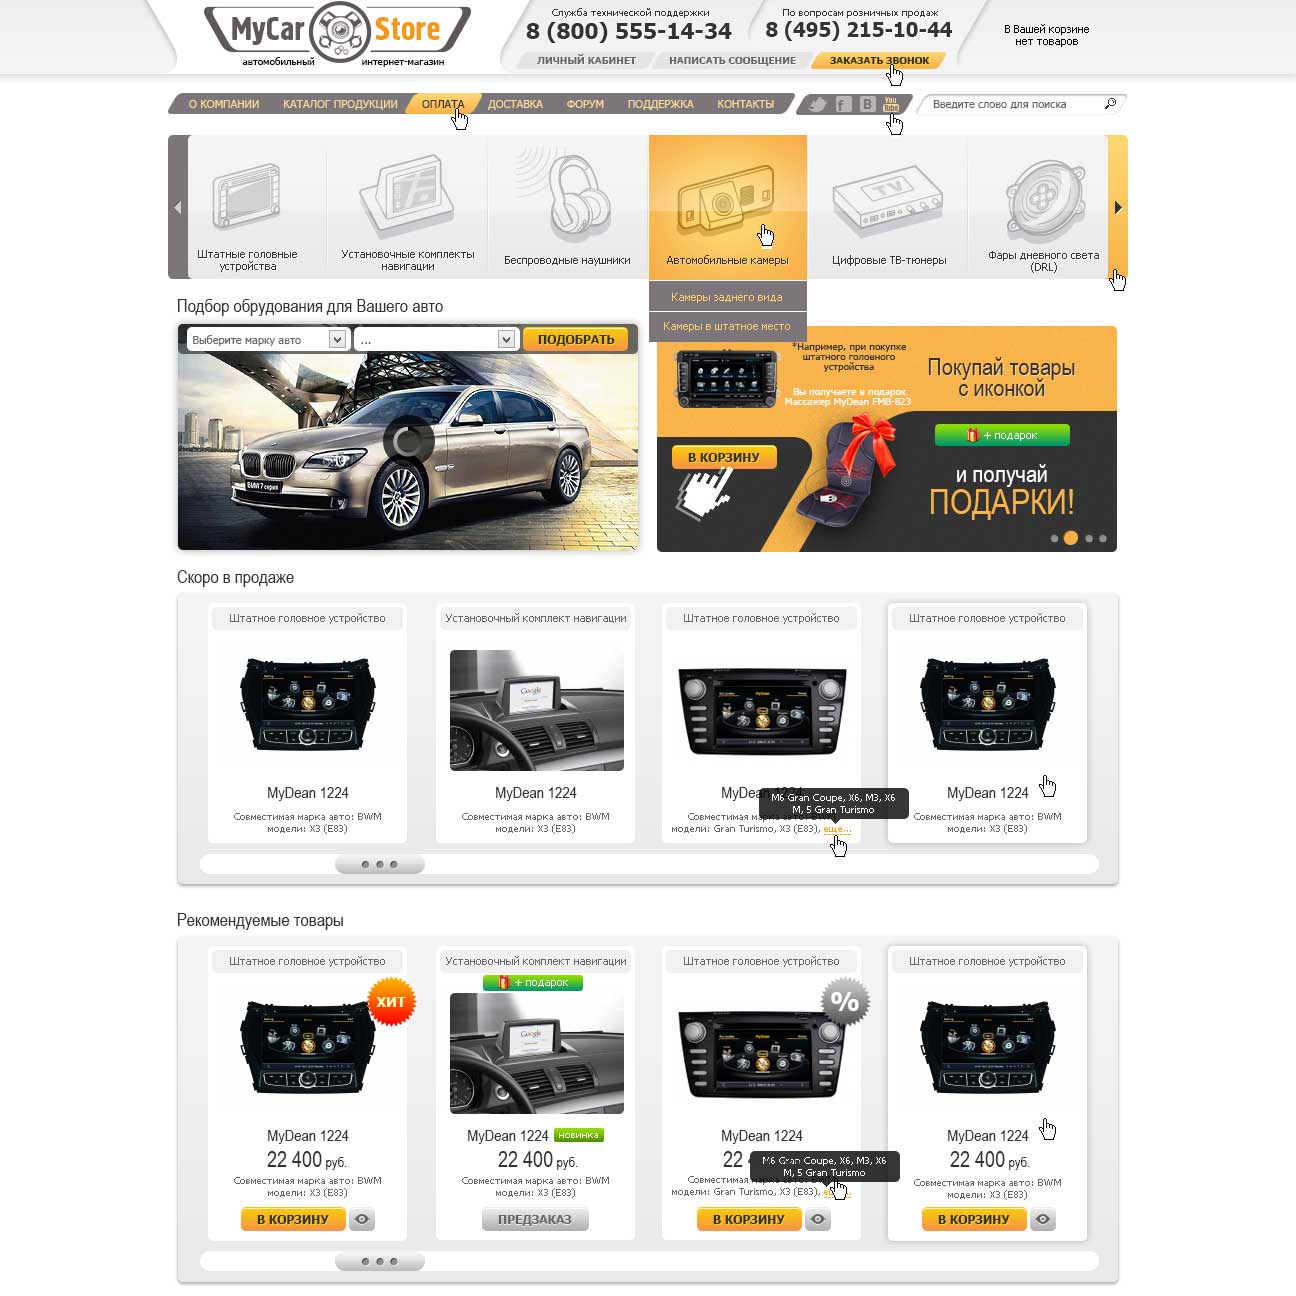 MyCar Store
автомобильный интернет-магазин
Служба технической поддержки
8 (800) 555-14-34
По вопросам розничных продаж
8 (495) 215-10-44
В Вашей корзине
нет товаров
ЛИЧНЫЙ КАБИНЕТ
НАПИСАТЬ СООБЩЕНИЕ
ЗАКАЗАТЬ ЗВОНОК
О КОМПАНИИ
КАТАЛОГ ПРОДУКЦИИ
ОПЛАТА
ДОСТАВКА
ФОРУМ
ПОДДЕРЖКА
КОНТАКТЫ
f
B
You
Tube
Введите слово для поиска
TV
Штатные головные
устройства
Установочные комплекты
навигации
Беспроводные наушники
Автомобильные камеры
Цифровые ТВ-тюнеры
Фары дневного света
(DRL)
Камеры заднего вида
Камеры в штатное место
Подбор обрудования для Вашего авто
Выберите марку авто
...
ПОДОБРАТЬ
BMW 7 серия
*Например, при покупке
штатного головного
устройства
Вы получаете в подарок
Массажер MyDean FMB-823
В КОРЗИНУ
Покупай товары
с иконкой
+ подарок
и получай
ПОДАРКИ!
Скоро в продаже
Штатное головное устройство
MyDean 1224
Совместимая марка авто: BWM
модели: X3 (E83)
Установочный комплект навигации
Google
MyDean 1224
Совместимая марка авто: BWM
модели: X3 (E83)
Штатное головное устройство
MyDean 1224
M6 Gran Coupe, X6, M3, X6
M, 5 Gran Turismo
Совместимая марка авто: BWM
модели: Gran Turismo, X3 (E83), еще...
Штатное головное устройство
MyDean 1224
Совместимая марка авто: BWM
модели: X3 (E83)
Рекомендуемые товары
Штатное головное устройство
ХИТ
MyDean 1224
22 400 руб.
Совместимая марка авто: BWM
модели: X3 (E83)
В КОРЗИНУ
Установочный комплект навигации
+ подарок
Google
MyDean 1224
новинка
22 400 руб.
Совместимая марка авто: BWM
модели: X3 (E83)
ПРЕДЗАКАЗ
Штатное головное устройство
%
MyDean 1224
22
M6 Gran Coupe, X6, M3, X6
M, 5 Gran Turismo
Совместимая марка авто: BWM
модели: Gran Turismo, X3 (E83),
В КОРЗИНУ
Штатное головное устройство
MyDean 1224
22 400 руб.
Совместимая марка авто: BWM
модели: X3 (E83)
В КОРЗИНУ